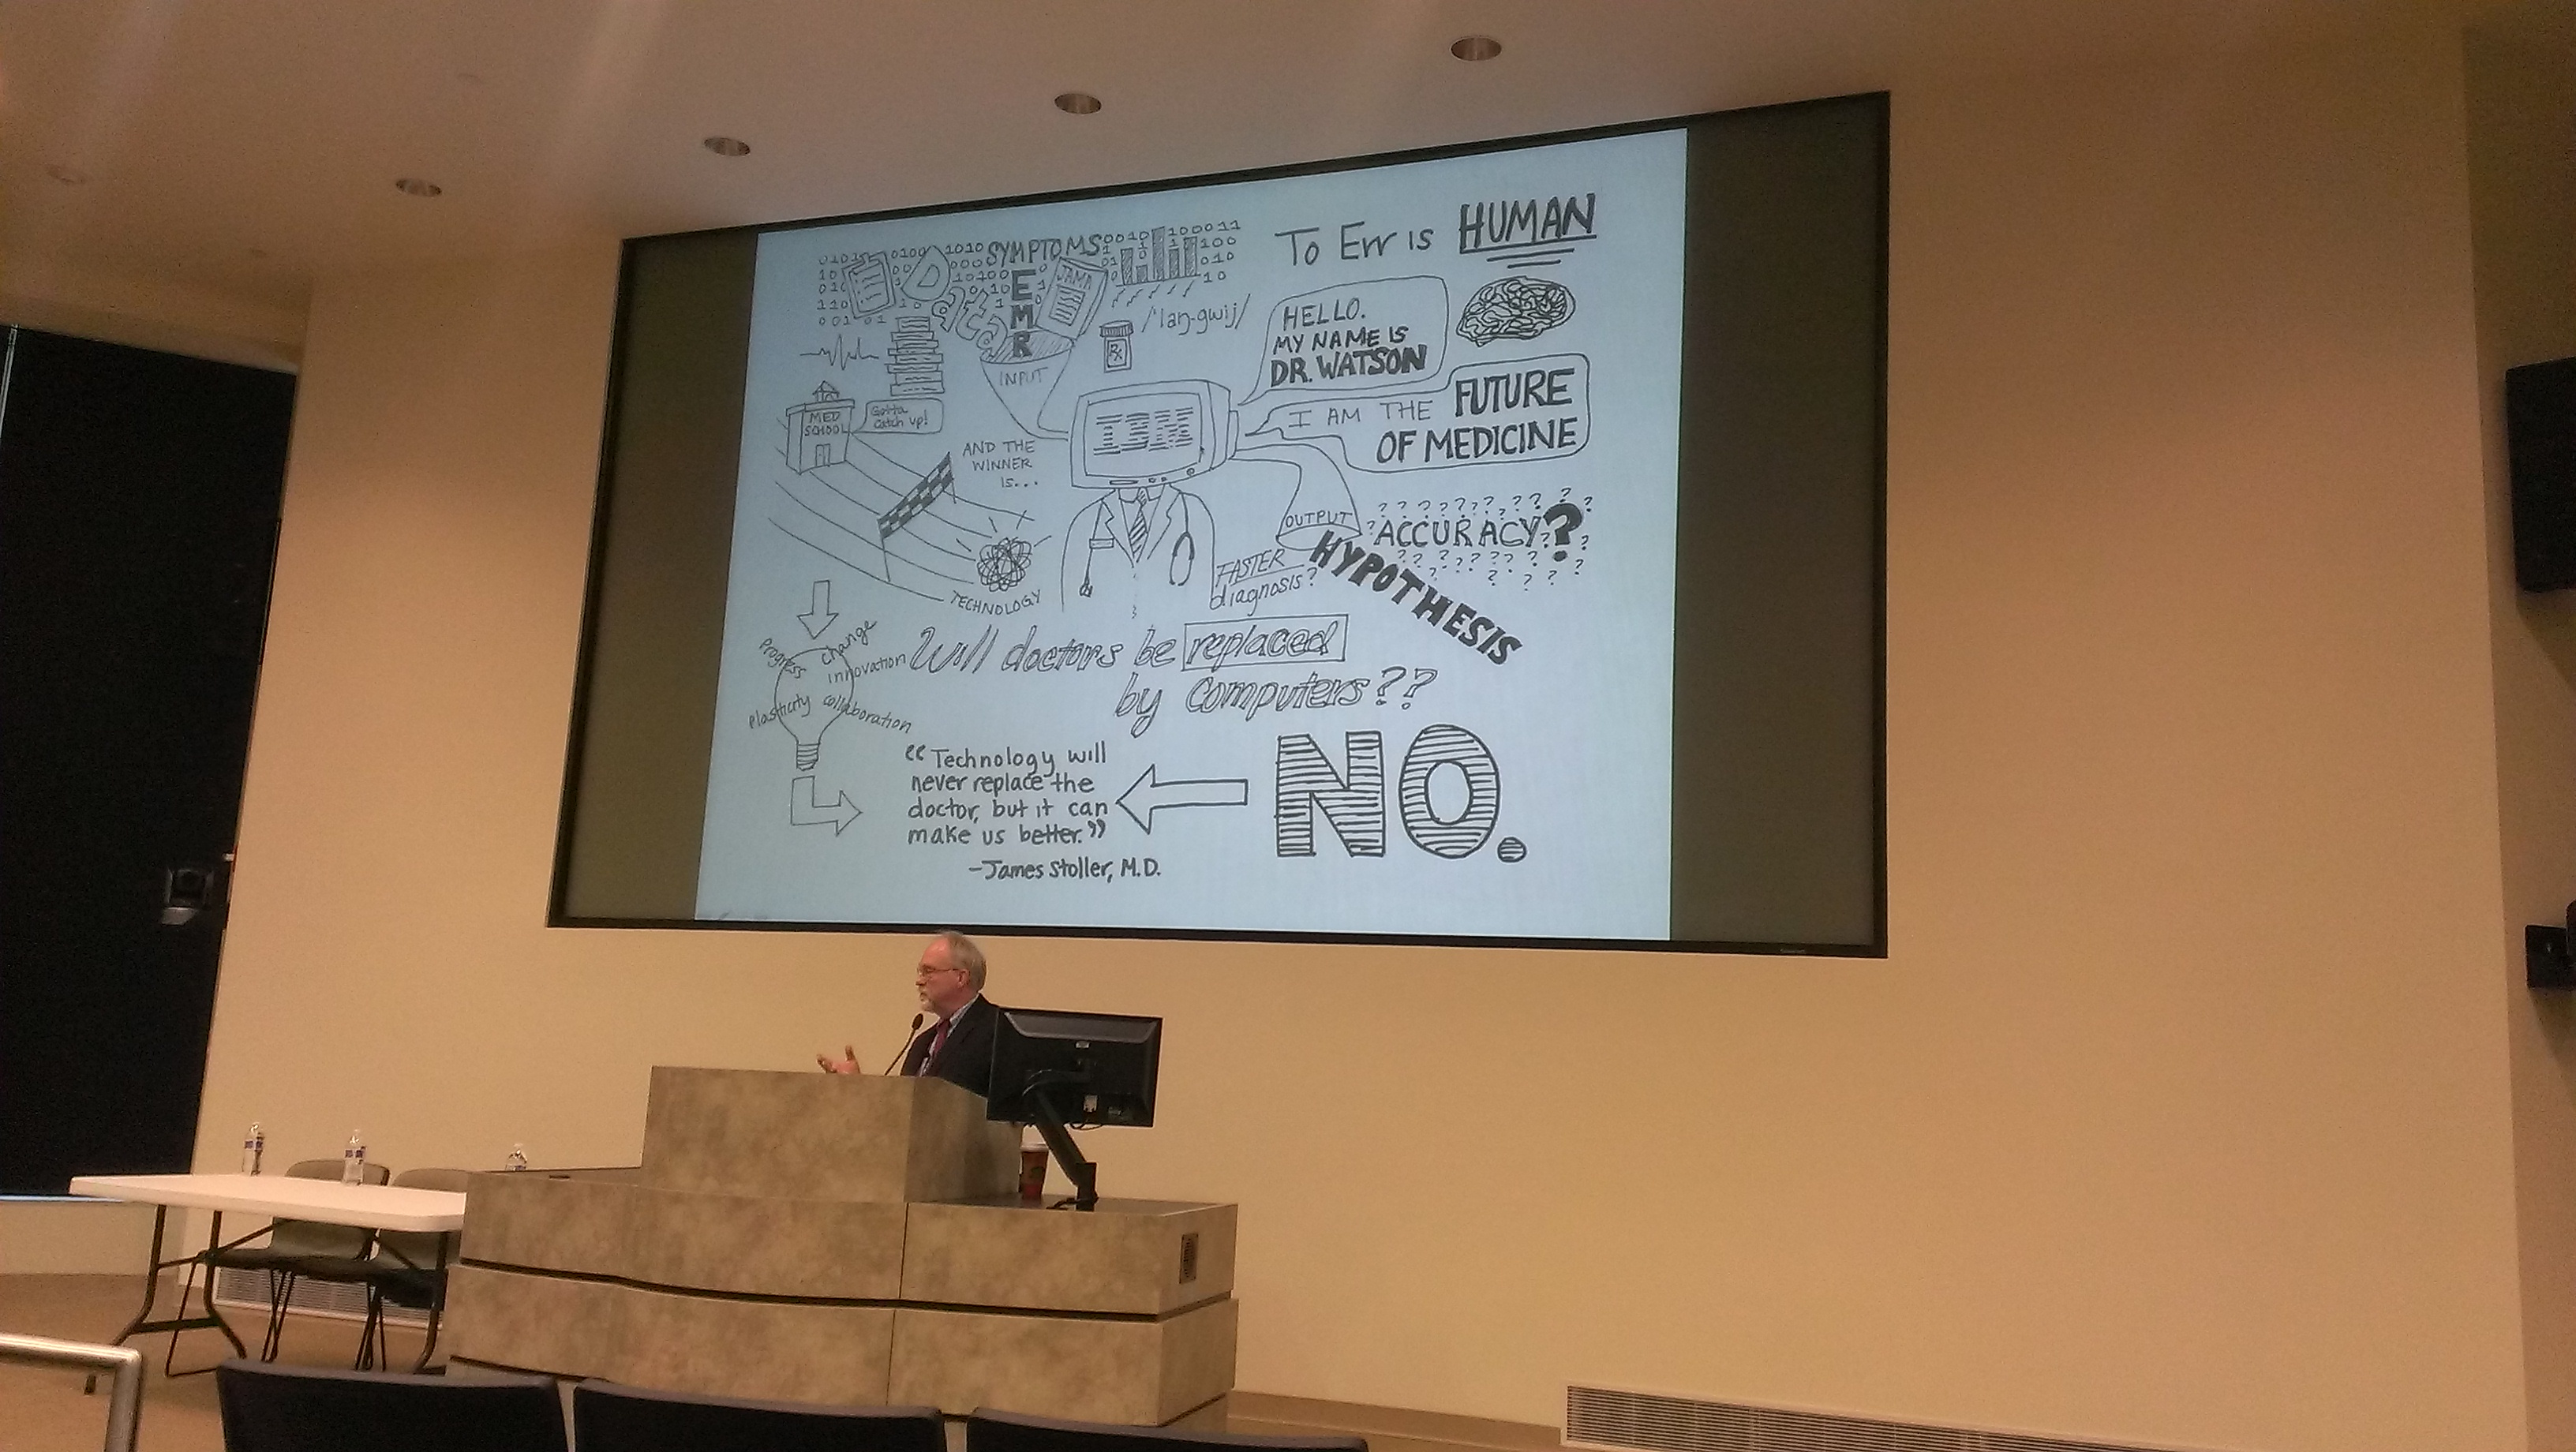 SYMPTOMS
Data
EMR
JAMA
INPUT
Rx
/'laŋ-gwij/
To Err is HUMAN
HELLO.
MY NAME IS
DR. WATSON
I AM THE FUTURE
OF MEDICINE
IBM
MED
SCHOOL
Gotta
catch up!
AND THE
WINNER
IS...
TECHNOLOGY
OUTPUT
?ACCURACY??
FASTER
diagnosis?
HYPOTHESIS
Progress
change
innovation
plasticity
collaboration
Will doctors be replaced
by computers??
NO.
“Technology will
never replace the
doctor, but it can
make us better.”
-James Stoller, M.D.